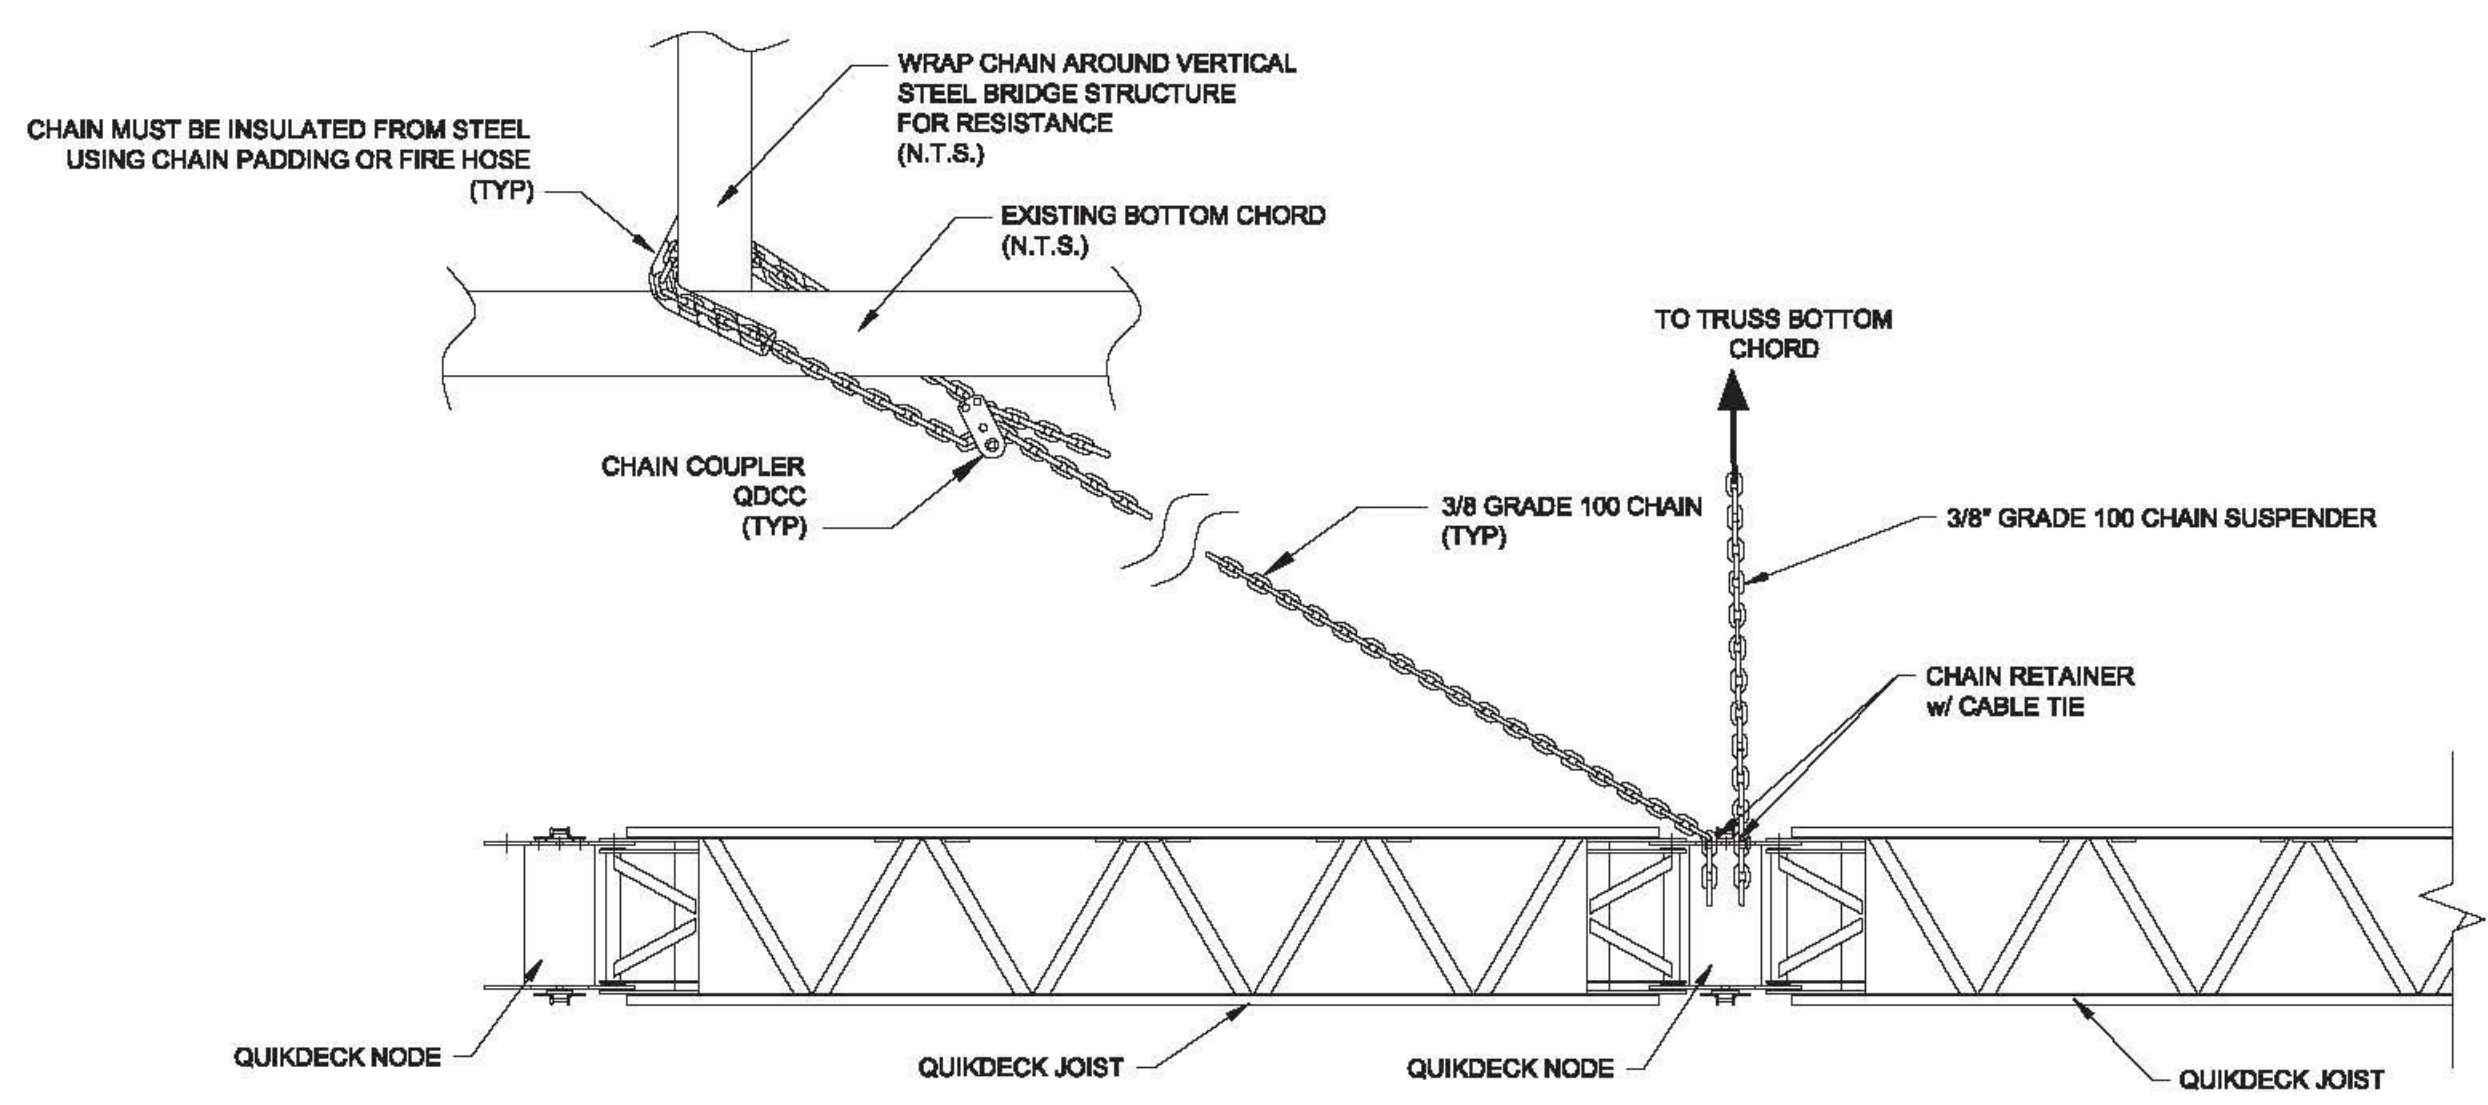 WRAP CHAIN AROUND VERTICAL
STEEL BRIDGE STRUCTURE
FOR RESISTANCE
(N.T.S.)
CHAIN MUST BE INSULATED FROM STEEL
USING CHAIN PADDING OR FIRE HOSE
(TYP)
EXISTING BOTTOM CHORD
(N.T.S.)
TO TRUSS BOTTOM
CHORD
CHAIN COUPLER
QDCC
(TYP)
3/8 GRADE 100 CHAIN
(TYP)
3/8" GRADE 100 CHAIN SUSPENDER
CHAIN RETAINER
w/ CABLE TIE
QUIKDECK NODE
QUIKDECK JOIST
QUIKDECK NODE
QUIKDECK JOIST